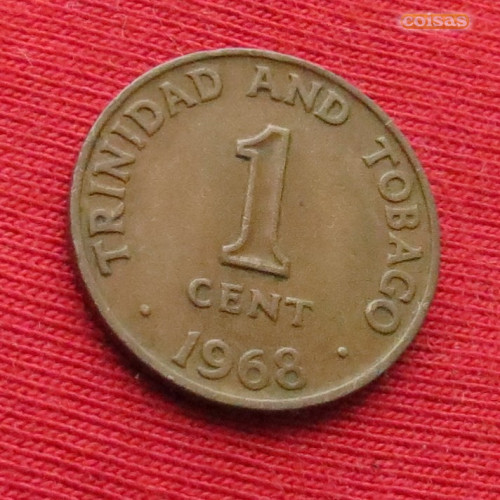 coisas
TRINIDAD AND TOBAGO
1
CENT
· 1968 ·